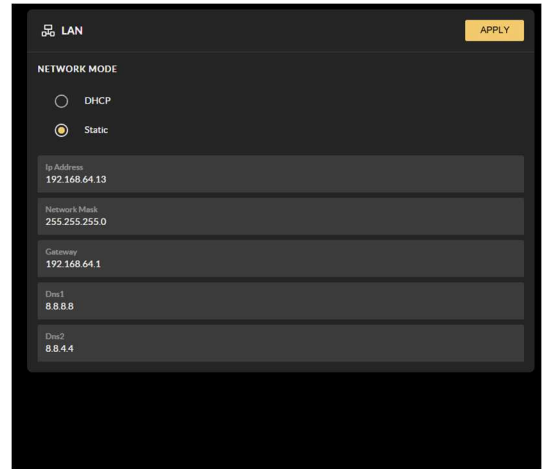 LAN
APPLY
NETWORK MODE
DHCP
Static
Ip Address
192.168.64.13
Network Mask
255.255.255.0
Gateway
192.168.64.1
Dns1
8.8.8.8
Dns2
8.8.4.4